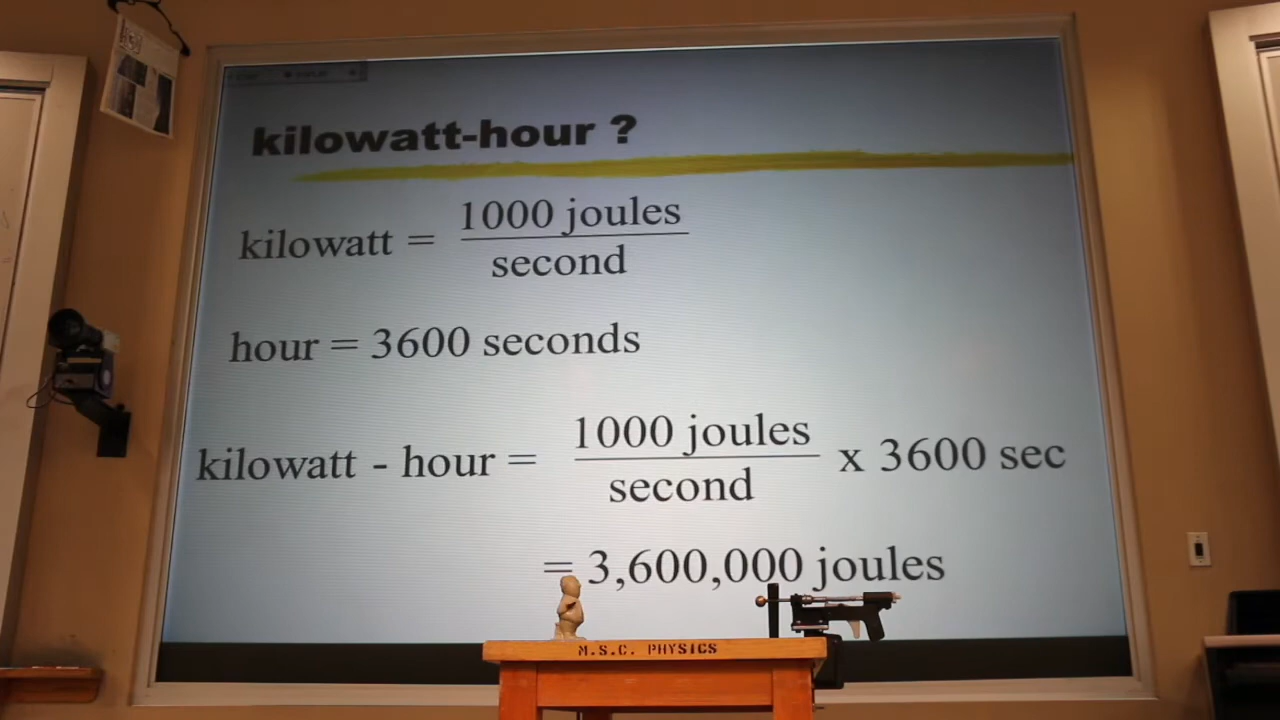 kilowatt-hour ?
kilowatt = 1000 joules
second
hour = 3600 seconds
kilowatt - hour = 1000 joules
second x 3600 sec
= 3,600,000 joules
M.S.C. PHYSICS